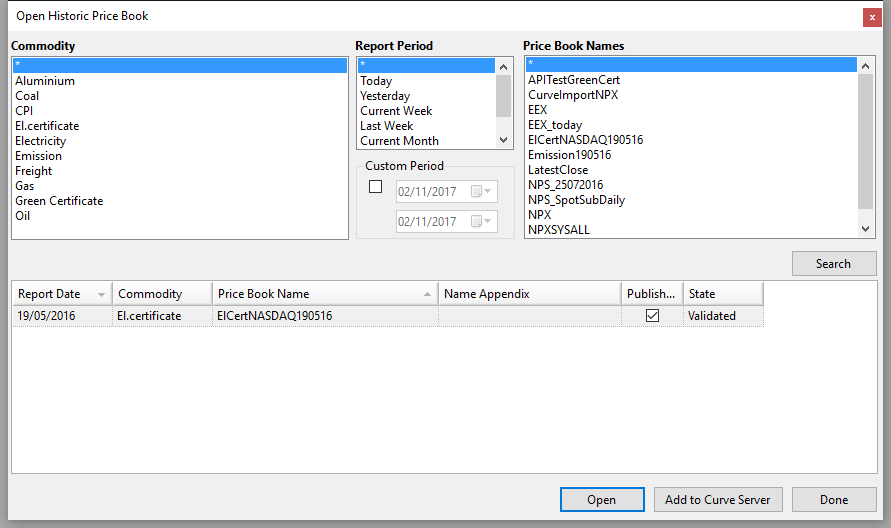 Open Historic Price Book
x
Commodity
*
Aluminium
Coal
CPI
El.certificate
Electricity
Emission
Freight
Gas
Green Certificate
Oil
Report Period
*
Today
Yesterday
Current Week
Last Week
Current Month
Custom Period
02/11/2017
02/11/2017
Price Book Names
*
APITestGreenCert
CurveImportNPX
EEX
EEX_today
ElCertNASDAQ190516
Emission190516
LatestClose
NPS_25072016
NPS_SpotSubDaily
NPX
NPXSYSALL
Search
Report Date Commodity Price Book Name Name Appendix Publish... State
19/05/2016 El.certificate ElCertNASDAQ190516 Validated
Open Add to Curve Server Done